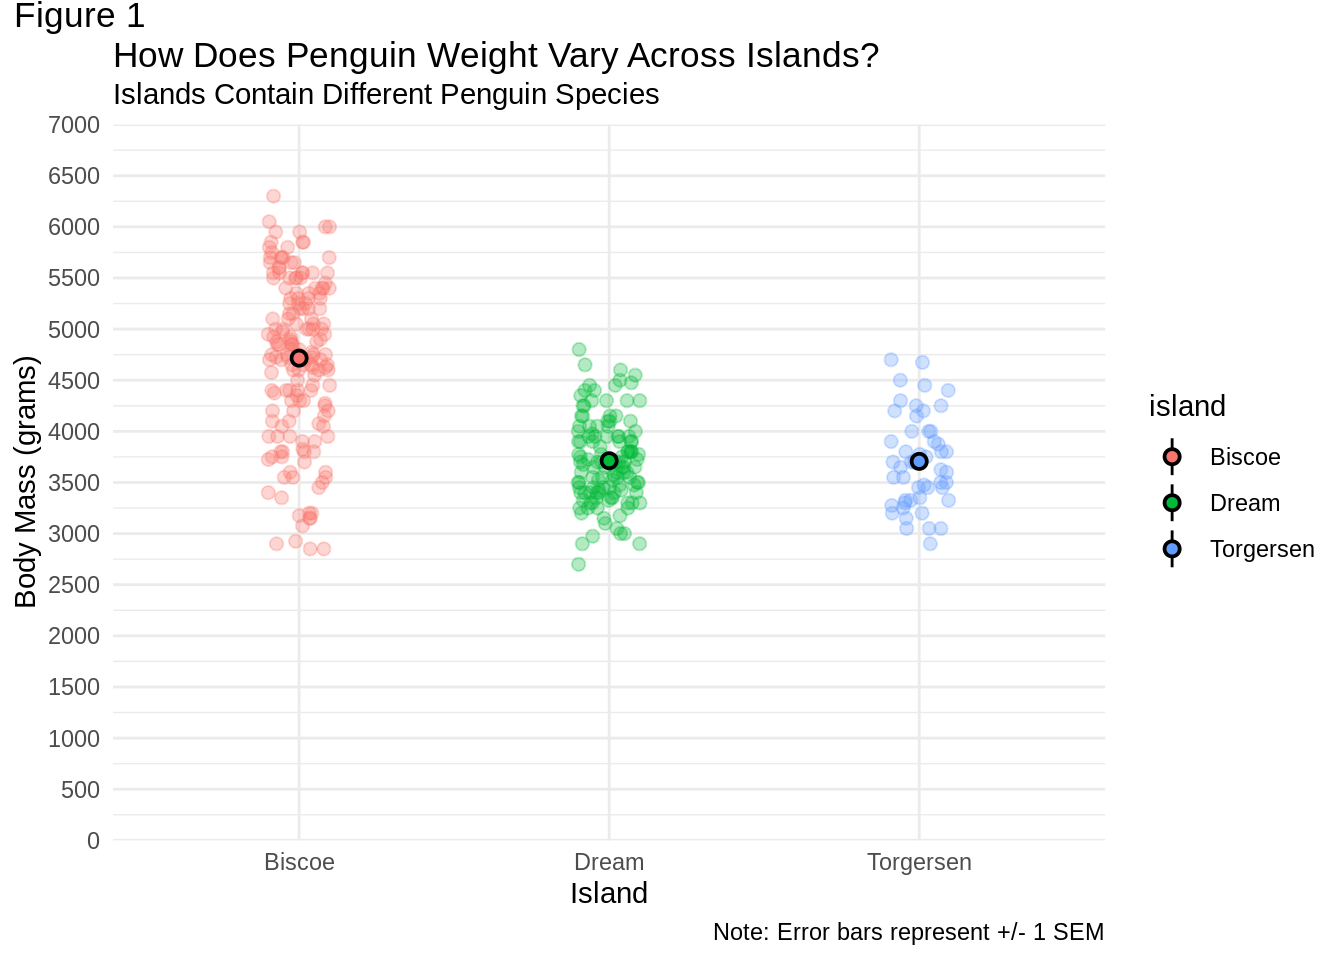 Figure 1
How Does Penguin Weight Vary Across Islands?
Islands Contain Different Penguin Species
7000
6500
6000
5500
5000
4500
4000
3500
3000
2500
2000
1500
1000
500
0
Body Mass (grams)
Biscoe
Dream
Torgersen
Island
island
Biscoe
Dream
Torgersen
Note: Error bars represent +/- 1 SEM